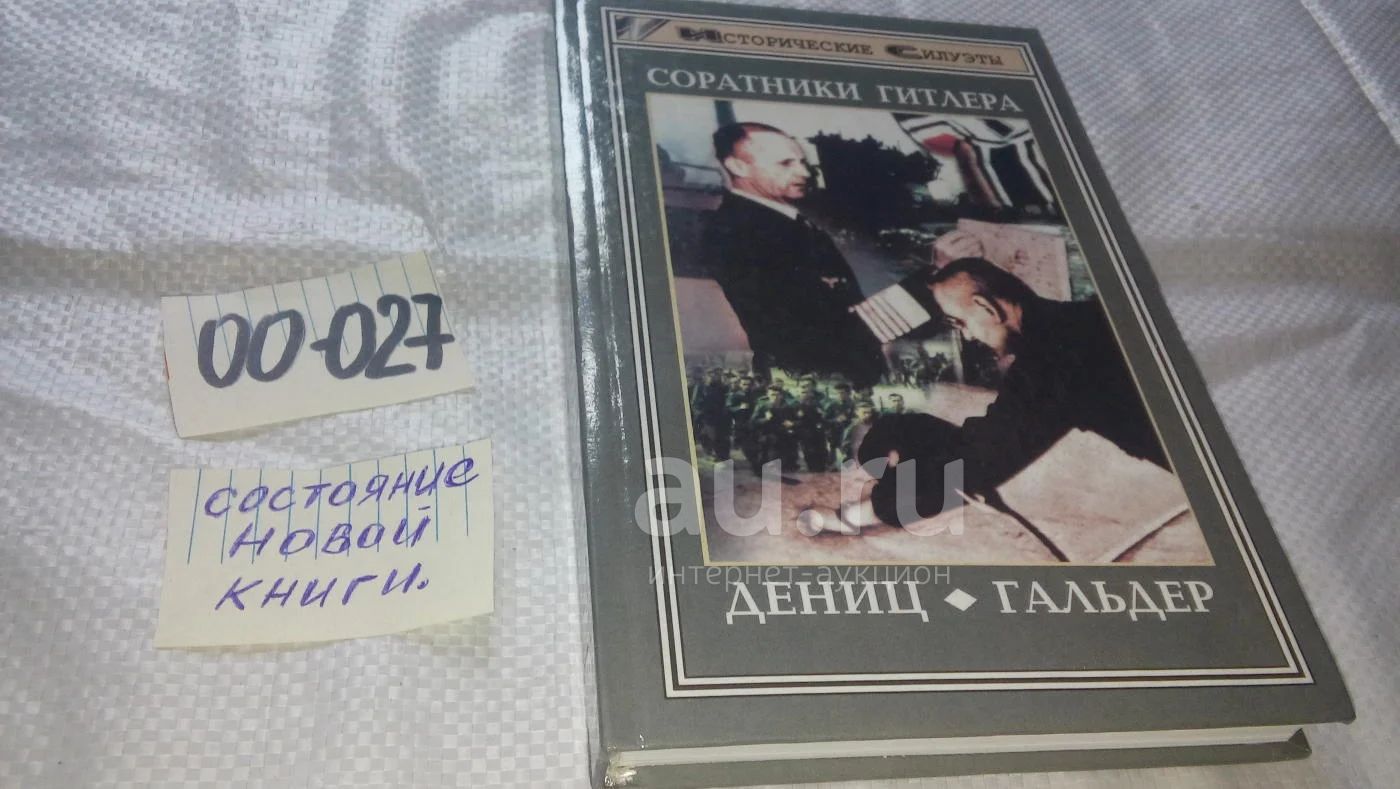 00-027
состояние
новой
книги.
Исторические Силуэты
СОРАТНИКИ ГИТЛЕРА
ДЕНИЦ ◆ ГАЛЬДЕР
au.ru
интернет-аукцион